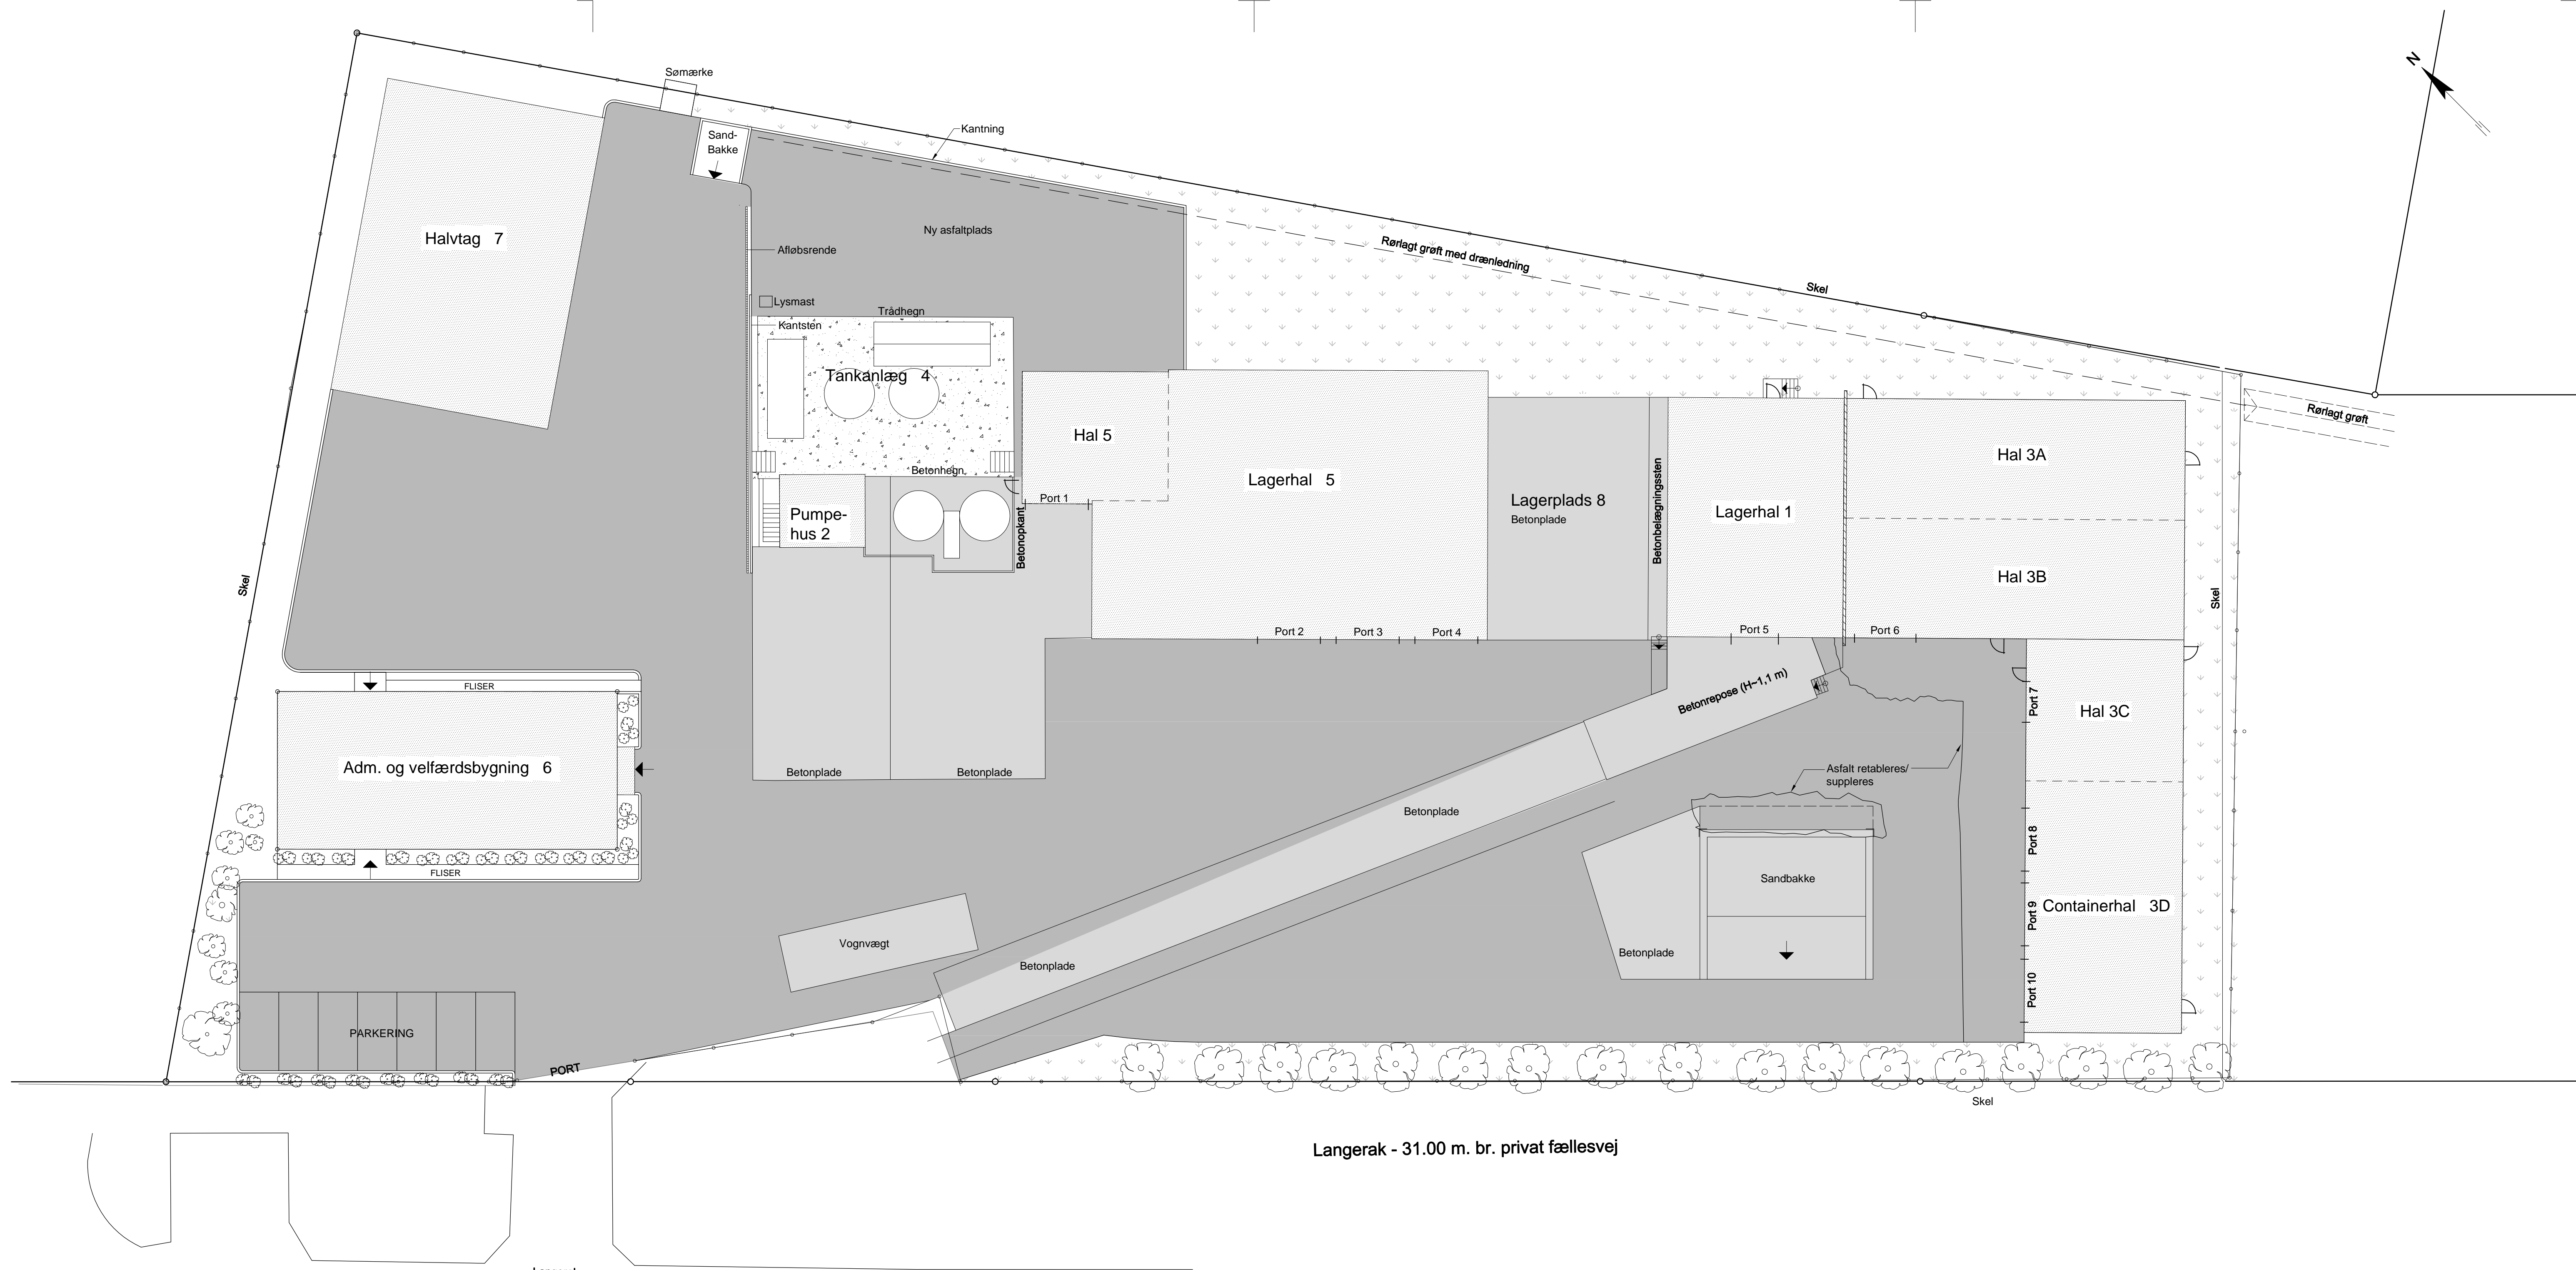 N
Sømærke
Sand-
Bakke
Kantning
Halvtag 7
Ny asfaltplads
Afløbsrende
Rørlagt grøft med drænledning
Skel
Lysmast
Trådhegn
Kantsten
Tankanlæg 4
Rørlagt grøft
Hal 5
Lagerhal 5
Betonhegn
Port 1
Betonopkant
Pumpe-
hus 2
Lagerplads 8
Betonplade
Betonbelægningssten
Lagerhal 1
Hal 3A
Hal 3B
Skel
Skel
Port 2
Port 3
Port 4
Port 5
Port 6
FLISER
Betonrepose (H~1,1 m)
Port 7
Hal 3C
Adm. og velfærdsbygning 6
Betonplade
Betonplade
Asfalt retableres/
suppleres
Betonplade
Port 8
FLISER
Sandbakke
Port 9
Containerhal 3D
Vognvægt
Betonplade
Betonplade
Port 10
PARKERING
PORT
Skel
Langerak - 31.00 m. br. privat fællesvej